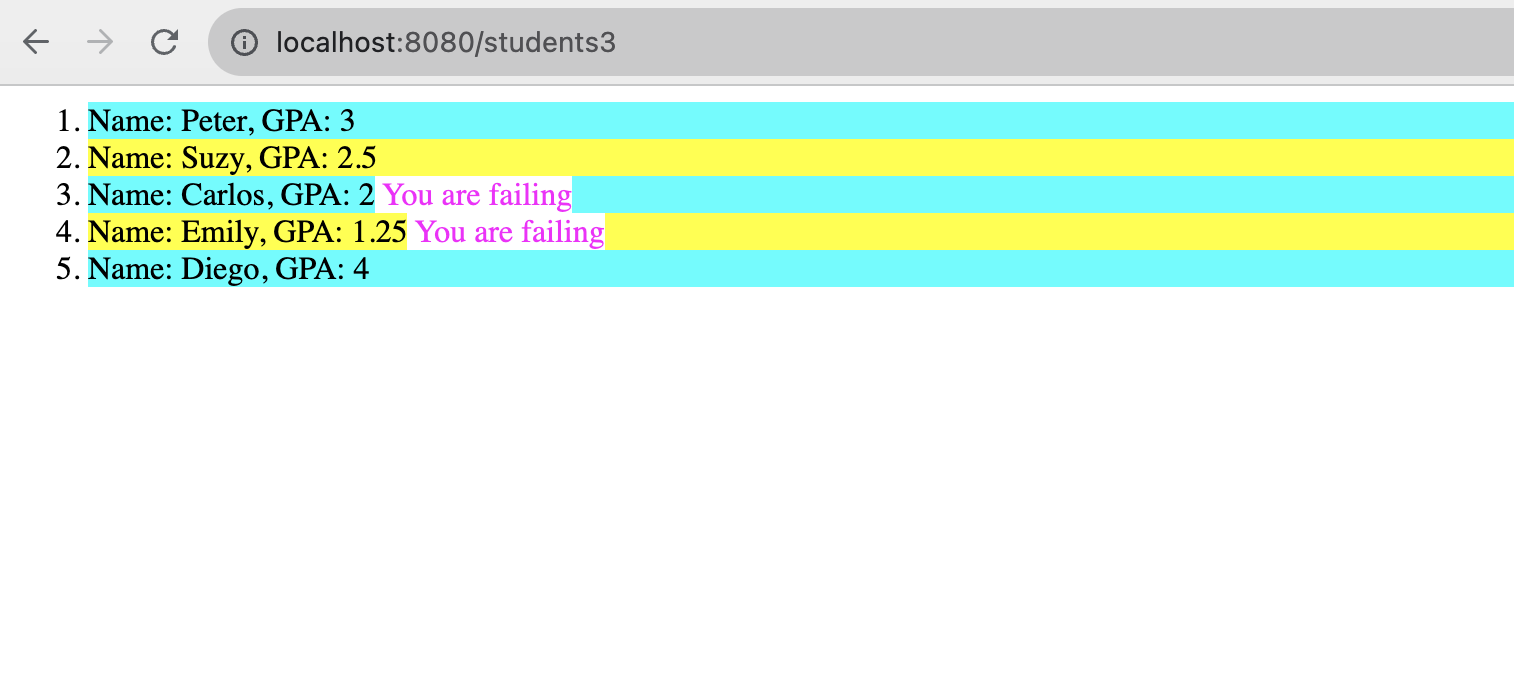 localhost:8080/students3
1. Name: Peter, GPA: 3
2. Name: Suzy, GPA: 2.5
3. Name: Carlos, GPA: 2 You are failing
4. Name: Emily, GPA: 1.25 You are failing
5. Name: Diego, GPA: 4